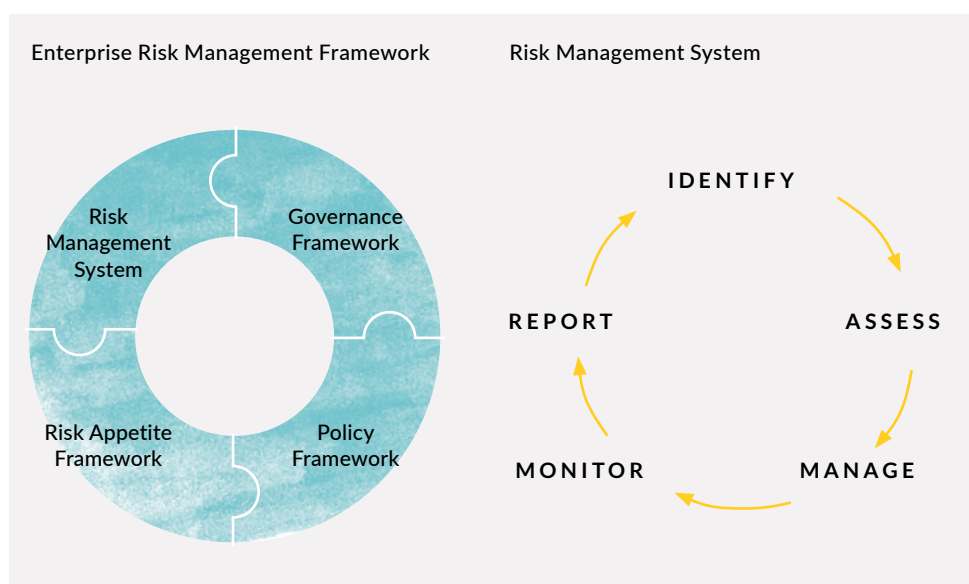 Enterprise Risk Management Framework
Risk
Management
System
Governance
Framework
Risk Appetite
Framework
Policy
Framework
Risk Management System
IDENTIFY
ASSESS
MANAGE
MONITOR
REPORT